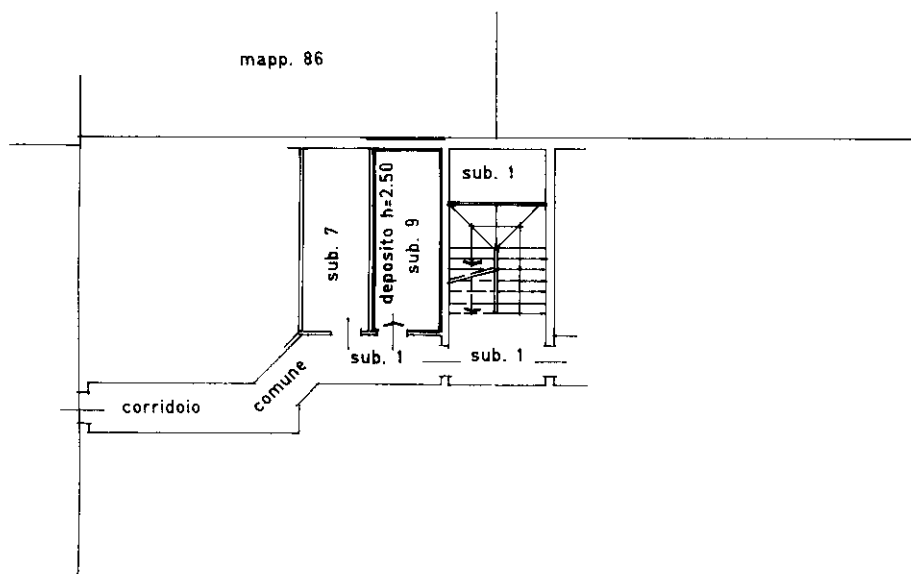 mapp. 86
sub. 1
sub. 7
deposito h=2.50
sub. 9
sub. 1
sub. 1
comune
corridoio